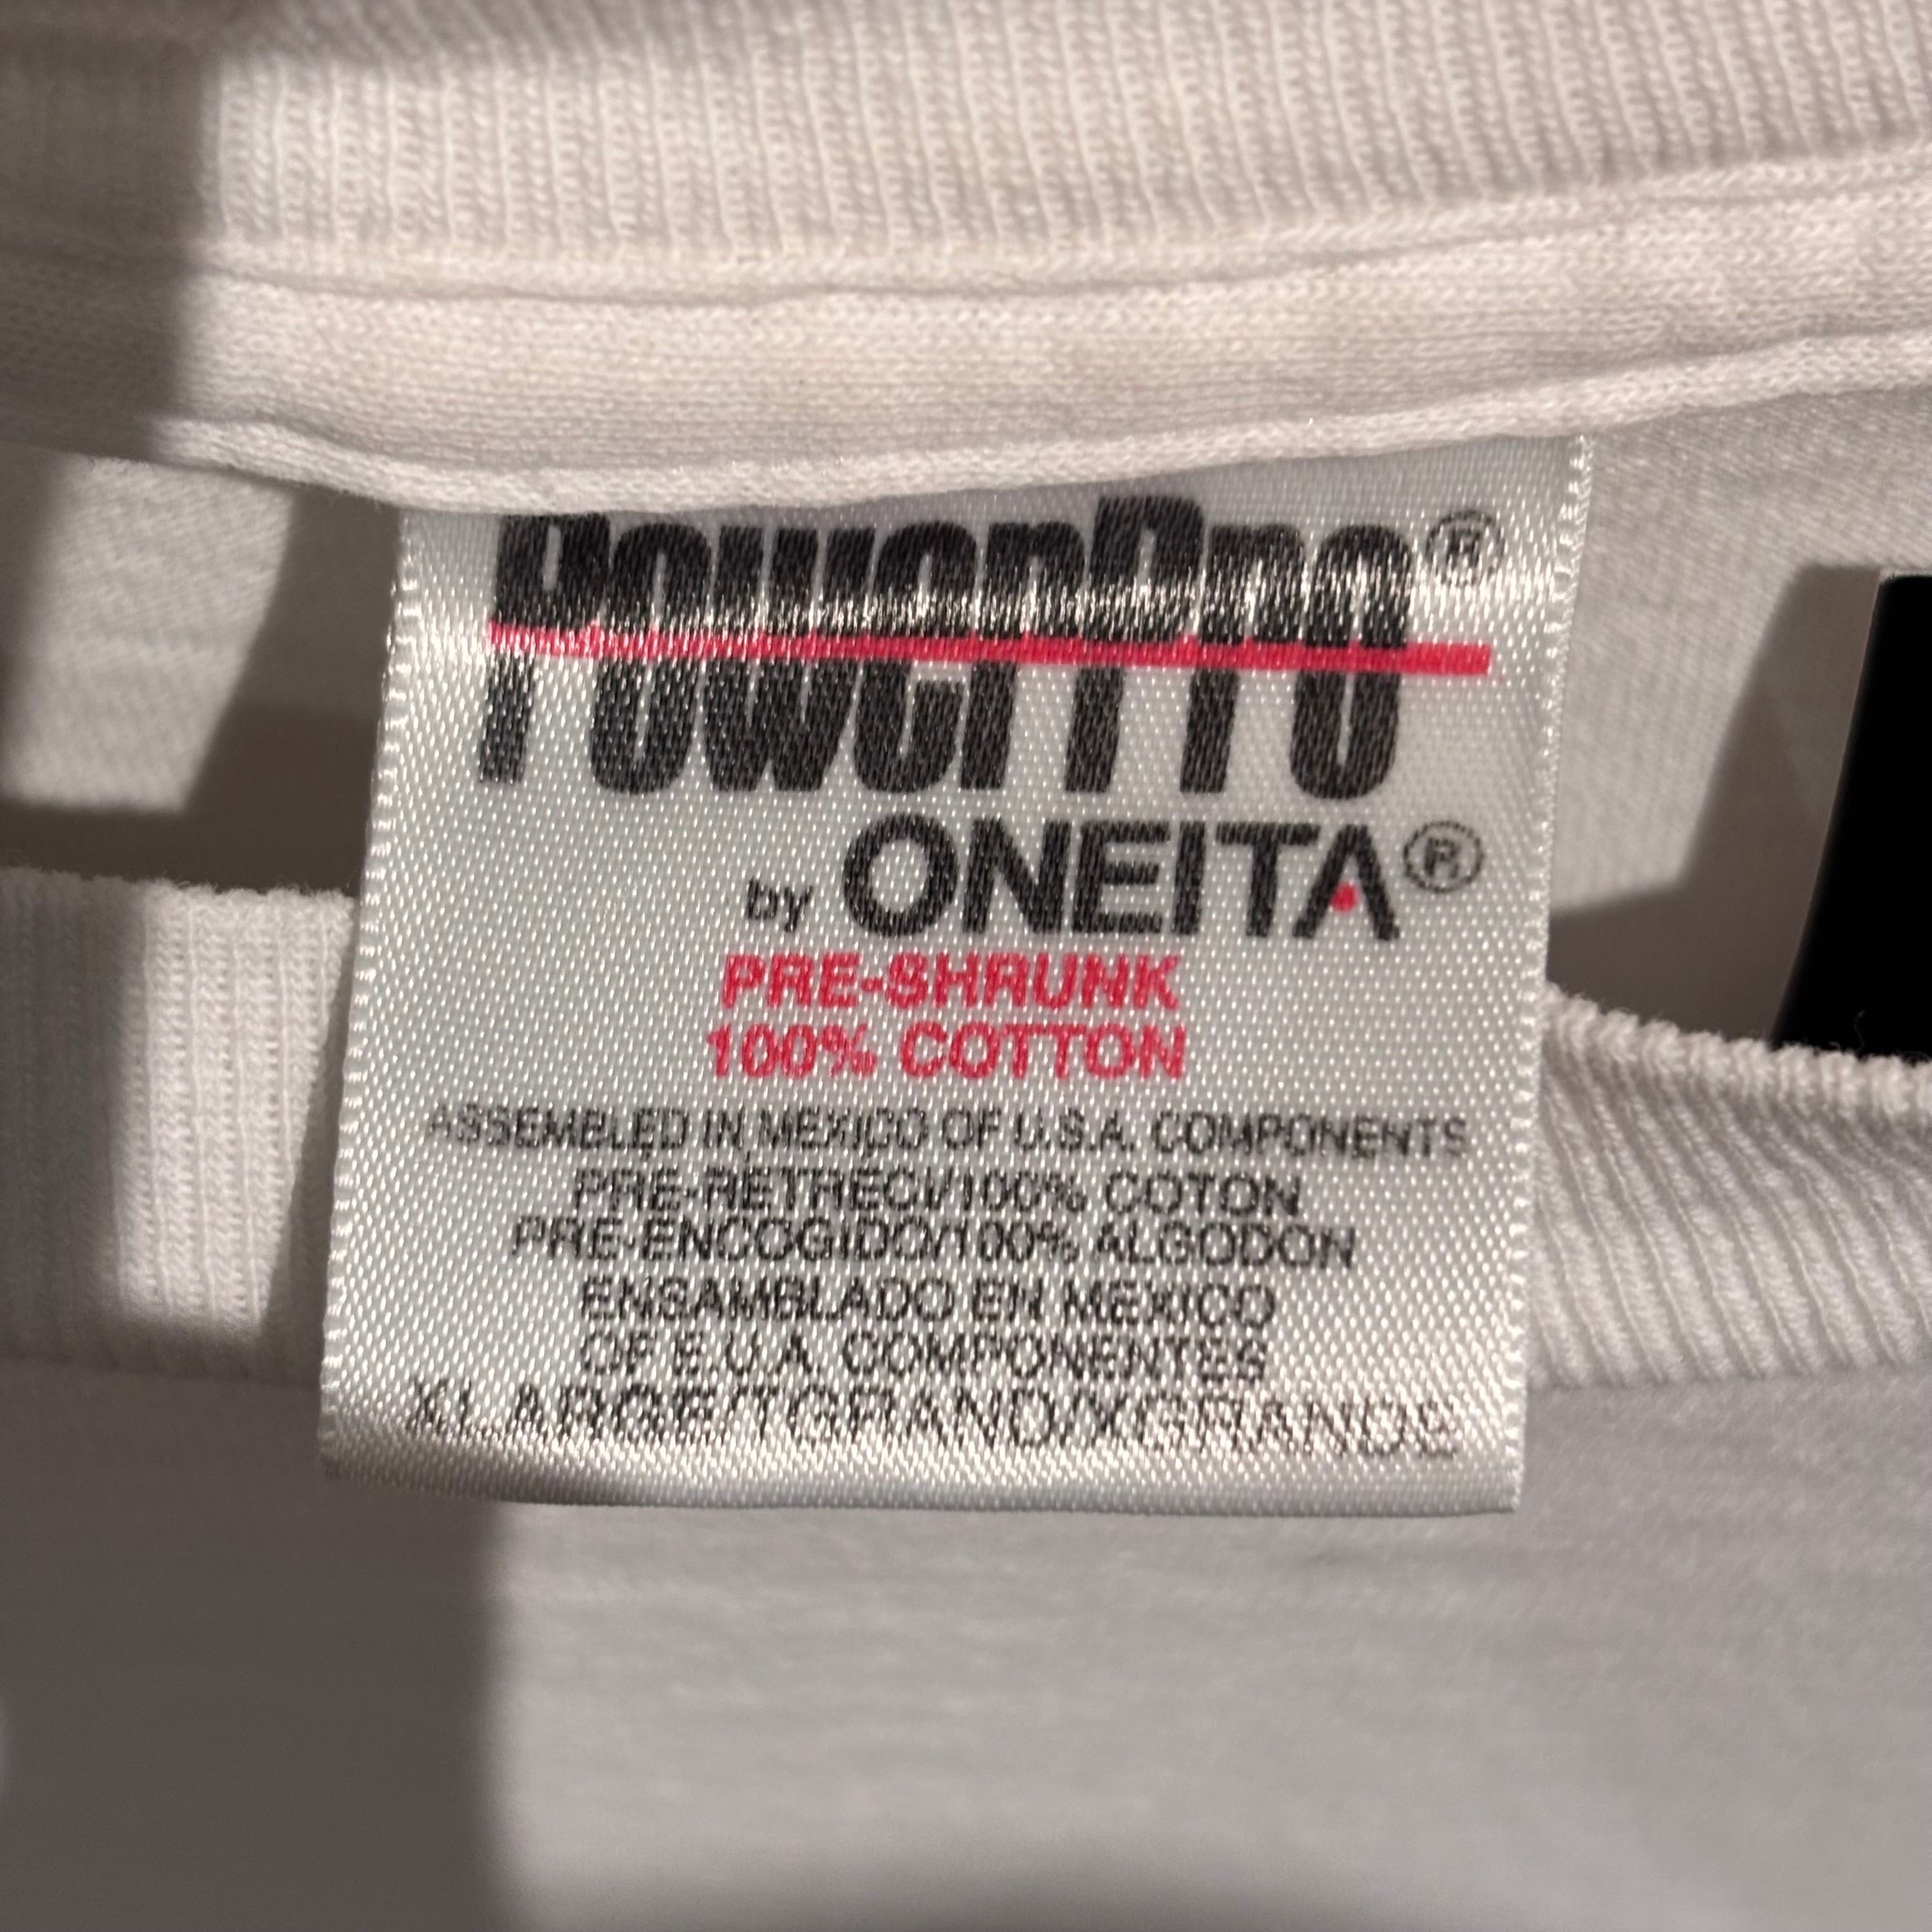 PowerPro®
by ONEITA®
PRE-SHRUNK
100% COTTON
ASSEMBLED IN MEXICO OF U.S.A. COMPONENTS
PRE-RETRECI/100% COTON
PRE-ENCOGIDO/100% ALGODON
ENSAMBLADO EN MEXICO
OF E.U.A. COMPONENTES
XLARGE/TGRAND/XGRANDE